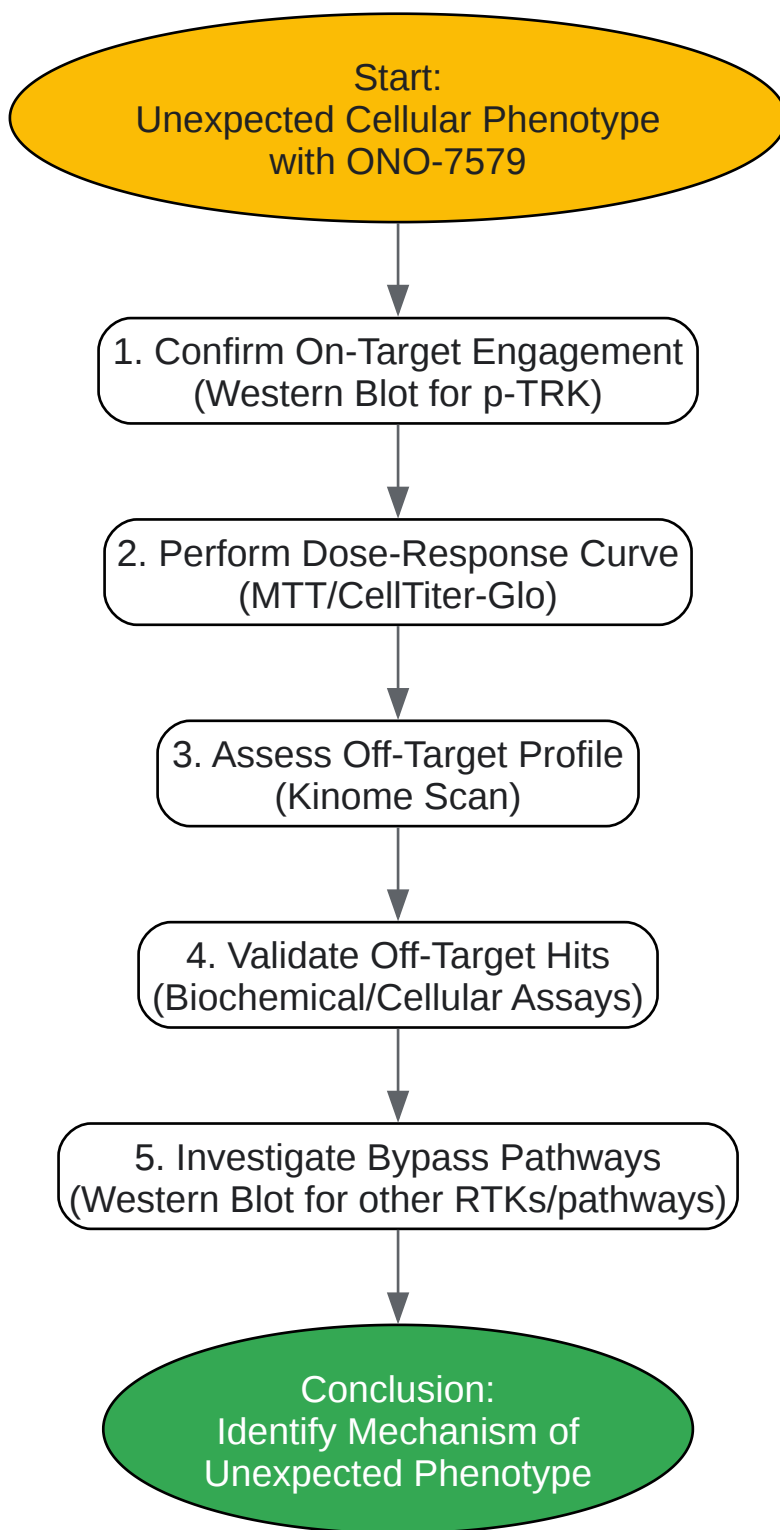 Start:
Unexpected Cellular Phenotype
with ONO-7579
1. Confirm On-Target Engagement
(Western Blot for p-TRK)
2. Perform Dose-Response Curve
(MTT/CellTiter-Glo)
3. Assess Off-Target Profile
(Kinome Scan)
4. Validate Off-Target Hits
(Biochemical/Cellular Assays)
5. Investigate Bypass Pathways
(Western Blot for other RTKs/pathways)
Conclusion:
Identify Mechanism of
Unexpected Phenotype